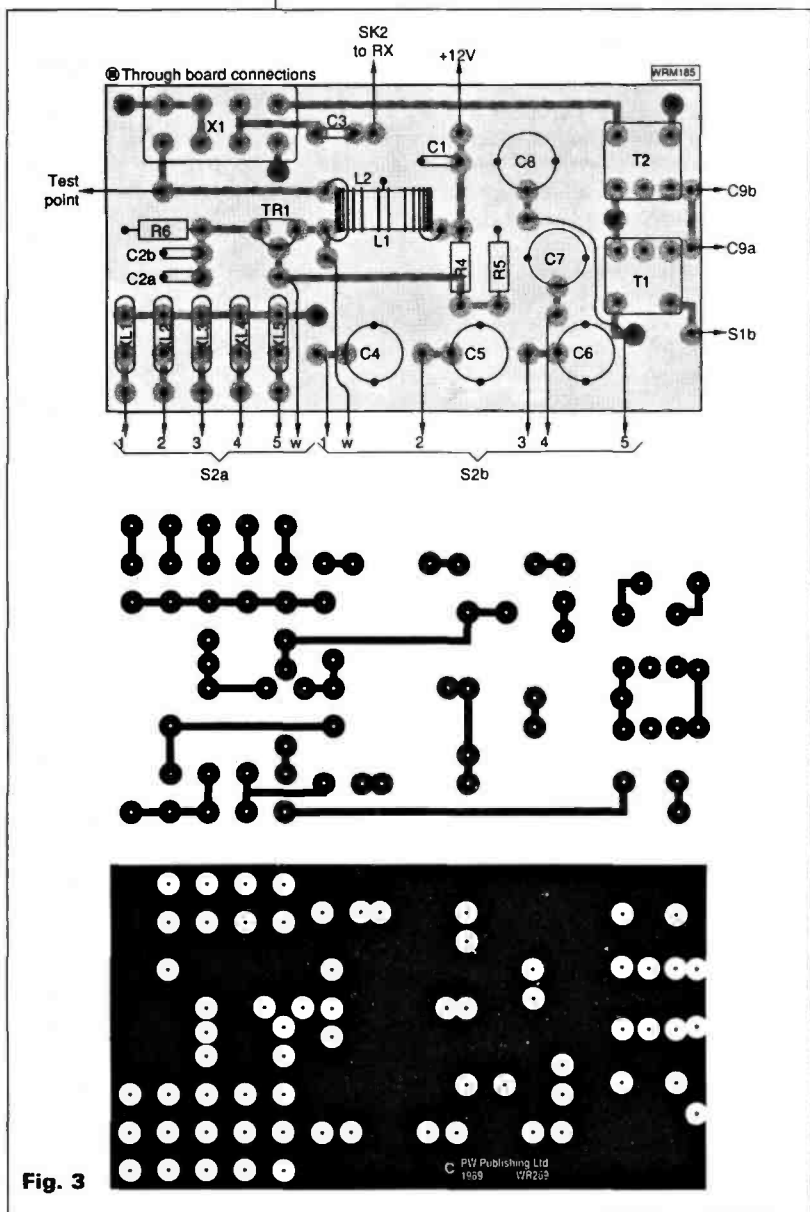 SK2
to RX
+12V
Through board connections
WRM185
X1
C3
C1
C8
T2
Test
point
L2
C9b
TR1
R6
L1
C2b
C7
C9a
C2a
R4
R5
T1
XL1
XL2
XL3
XL4
XL5
C4
C5
C6
S1b
1
2
3
4
5
w
1
w
2
3
4
5
S2a
S2b
C PW Publishing Ltd
1989 WR269
Fig. 3